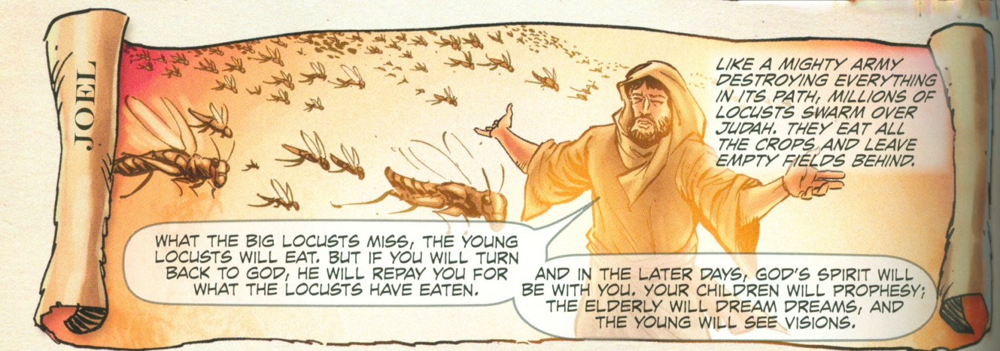 JOEL
LIKE A MIGHTY ARMY
DESTROYING EVERYTHING
IN ITS PATH, MILLIONS OF
LOCUSTS SWARM OVER
JUDAH. THEY EAT ALL
THE CROPS AND LEAVE
EMPTY FIELDS BEHIND.
WHAT THE BIG LOCUSTS MISS, THE YOUNG
LOCUSTS WILL EAT. BUT IF YOU WILL TURN
BACK TO GOD, HE WILL REPAY YOU FOR
WHAT THE LOCUSTS HAVE EATEN.
AND IN THE LATER DAYS, GOD'S SPIRIT WILL
BE WITH YOU. YOUR CHILDREN WILL PROPHESY;
THE ELDERLY WILL DREAM DREAMS, AND
THE YOUNG WILL SEE VISIONS.